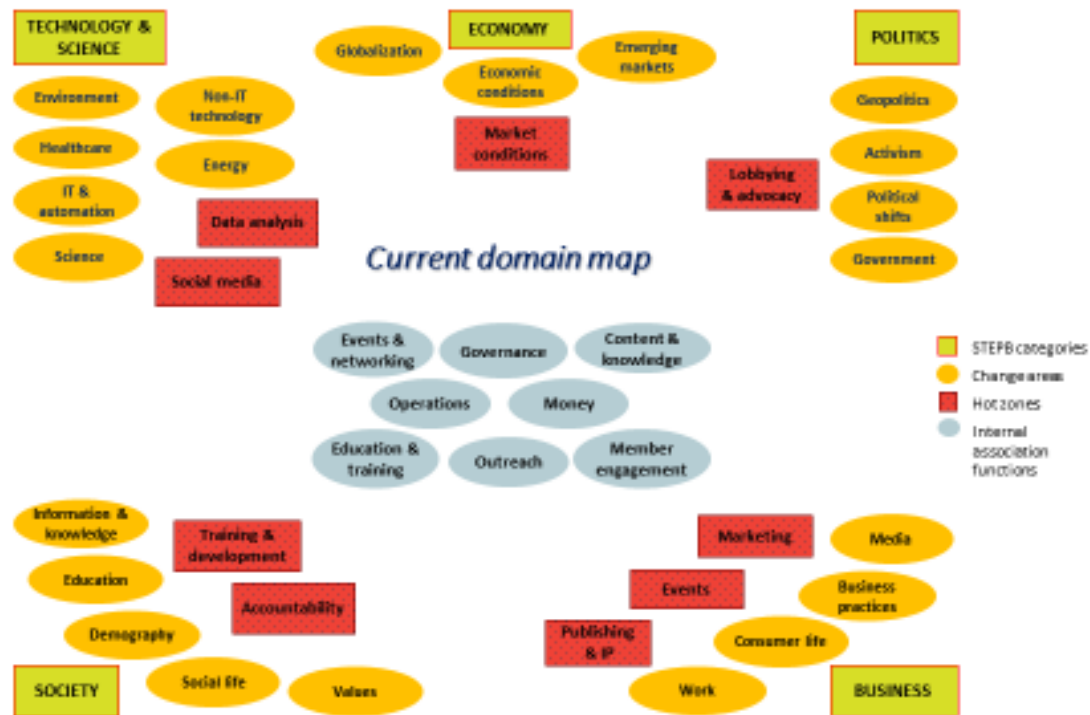 TECHNOLOGY &
SCIENCE
Environment
Non-IT
technology
Healthcare
Energy
IT &
automation
Data analysis
Science
Social media
ECONOMY
Globalization
Economic
conditions
Emerging
markets
Market
conditions
POLITICS
Geopolitics
Activism
Lobbying
& advocacy
Political
shifts
Government
Current domain map
Events &
networking
Governance
Content &
knowledge
Operations
Money
Education &
training
Outreach
Member
engagement
STEPB categories
Change areas
Hot zones
Internal
association
functions
Information &
knowledge
Training &
development
Education
Accountability
Demography
Social life
Values
SOCIETY
Marketing
Media
Events
Business
practices
Publishing
& IP
Consumer life
Work
BUSINESS